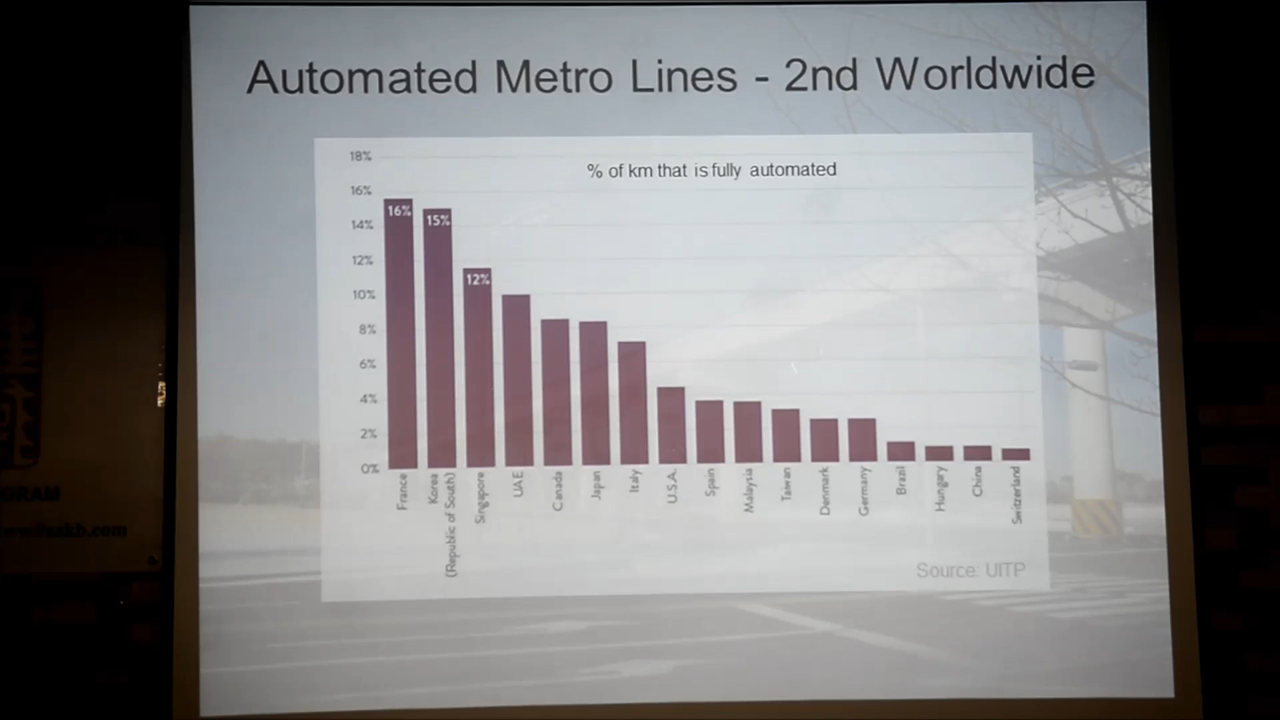 Automated Metro Lines - 2nd Worldwide
% of km that is fully automated
18%
16%
14%
12%
10%
8%
6%
4%
2%
0%
16%
15%
12%
France
Korea
(Republic of South)
Singapore
UAE
Canada
Japan
Italy
U.S.A.
Spain
Malaysia
Taiwan
Denmark
Germany
Brazil
Hungary
China
Switzerland
Source: UITP
GRAM